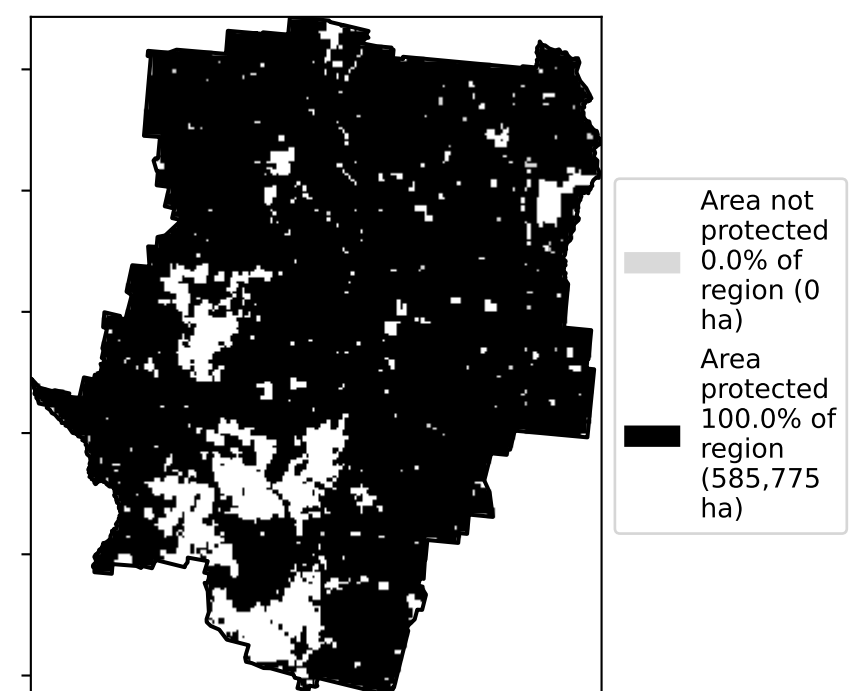 Area not
protected
0.0% of
region (0
ha)
Area
protected
100.0% of
region
(585,775
ha)